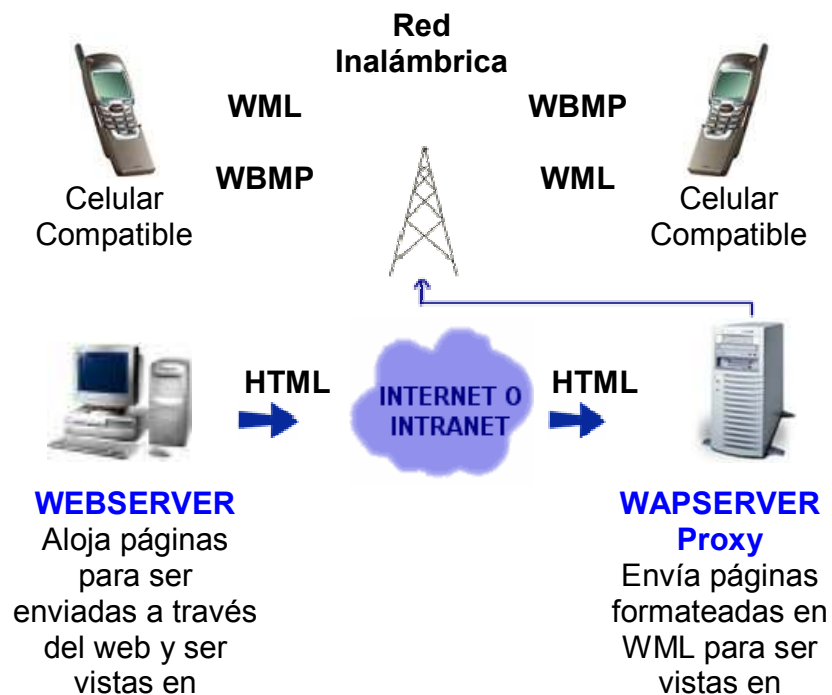 Red
Inalámbrica
WML
WBMP
WBMP
WML
Celular
Compatible
Celular
Compatible
HTML
INTERNET O
INTRANET
HTML
WEBSERVER
Aloja páginas
para ser
enviadas a través
del web y ser
vistas en
WAPSERVER
Proxy
Envía páginas
formateadas en
WML para ser
vistas en